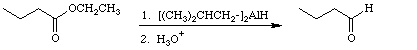 OCH₂CH₃
O
1. [(CH₃)₂CHCH₂-]₂AlH
2. H₃O⁺
H
O